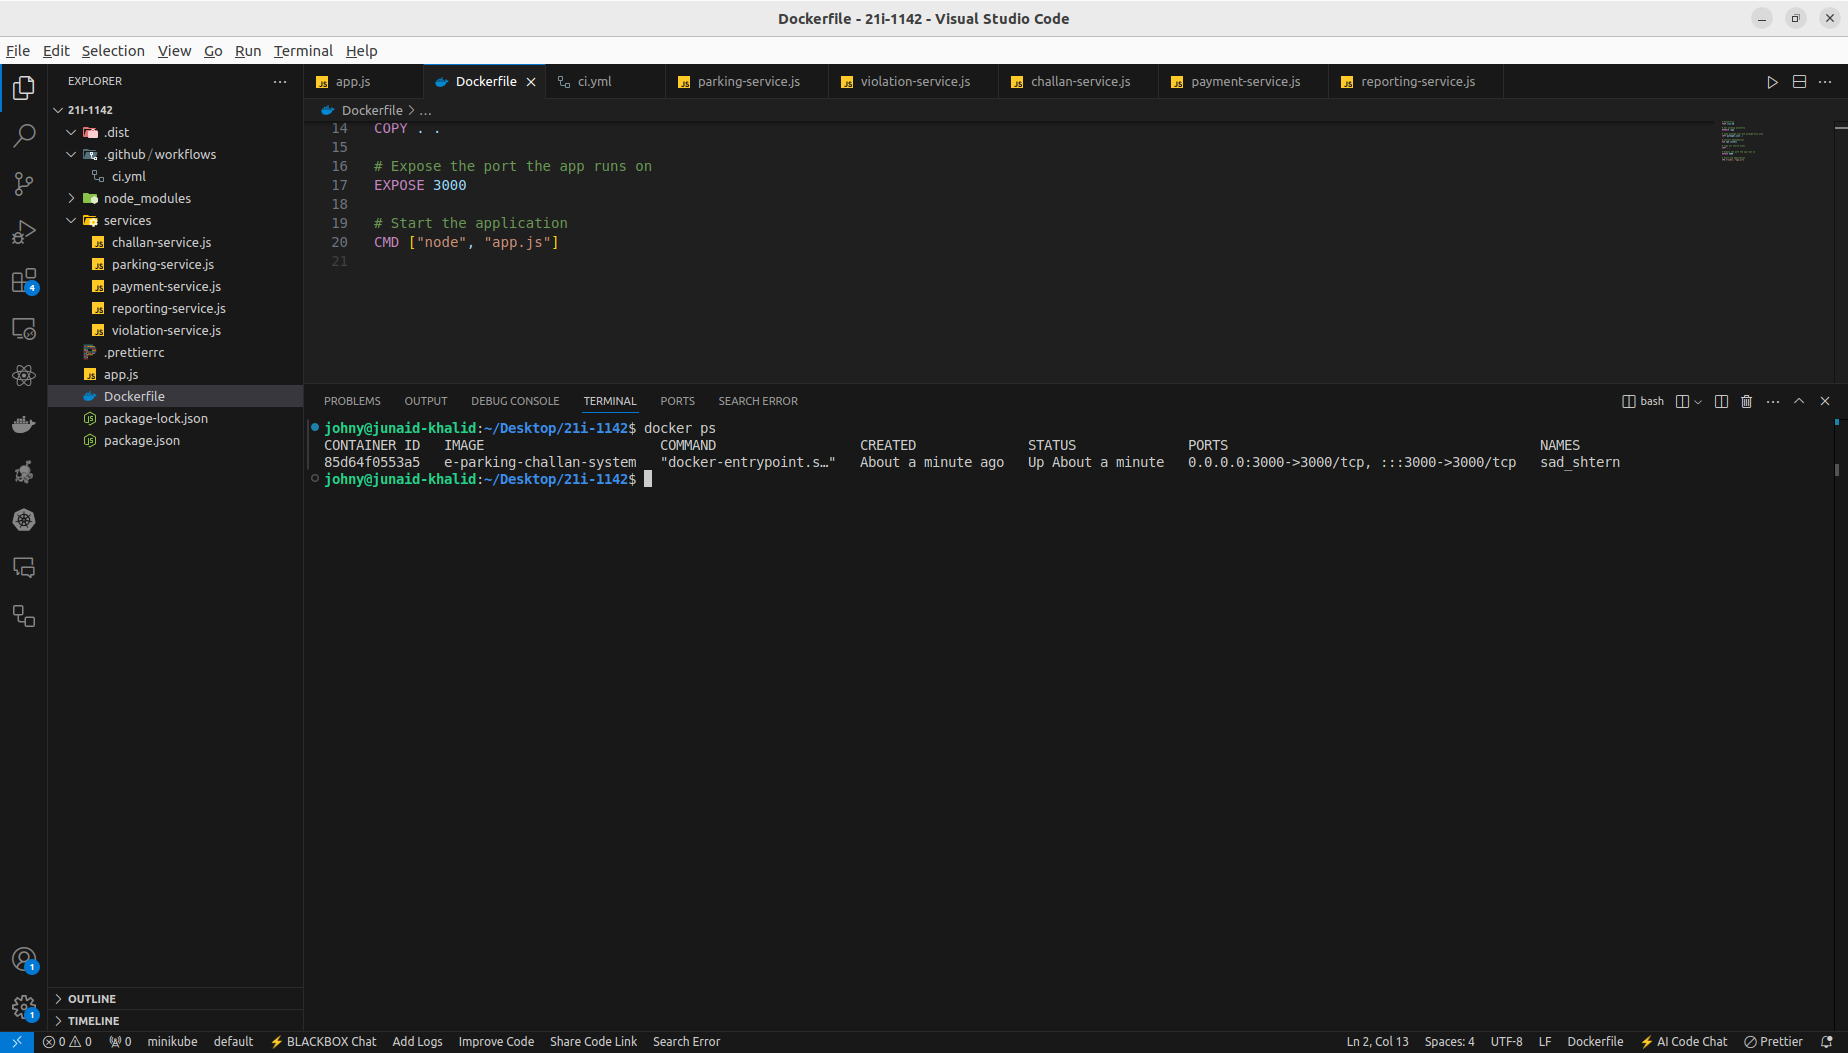 Dockerfile - 21i-1142 - Visual Studio Code
File Edit Selection View Go Run Terminal Help
EXPLORER
21I-1142
.dist
.github/workflows
ci.yml
node_modules
services
challan-service.js
parking-service.js
payment-service.js
reporting-service.js
violation-service.js
.prettierrc
app.js
Dockerfile
package-lock.json
package.json
OUTLINE
TIMELINE
4
1
1
app.js Dockerfile ci.yml parking-service.js violation-service.js challan-service.js payment-service.js reporting-service.js
Dockerfile > ...
14 COPY . .
15
16 # Expose the port the app runs on
17 EXPOSE 3000
18
19 # Start the application
20 CMD ["node", "app.js"]
21
PROBLEMS OUTPUT DEBUG CONSOLE TERMINAL PORTS SEARCH ERROR bash
johny@junaid-khalid:~/Desktop/21i-1142$ docker ps
CONTAINER ID IMAGE COMMAND CREATED STATUS PORTS NAMES
85d64f0553a5 e-parking-challan-system "docker-entrypoint.s…" About a minute ago Up About a minute 0.0.0.0:3000->3000/tcp, :::3000->3000/tcp sad_shtern
johny@junaid-khalid:~/Desktop/21i-1142$
0 0 0 minikube default BLACKBOX Chat Add Logs Improve Code Share Code Link Search Error Ln 2, Col 13 Spaces: 4 UTF-8 LF Dockerfile AI Code Chat Prettier